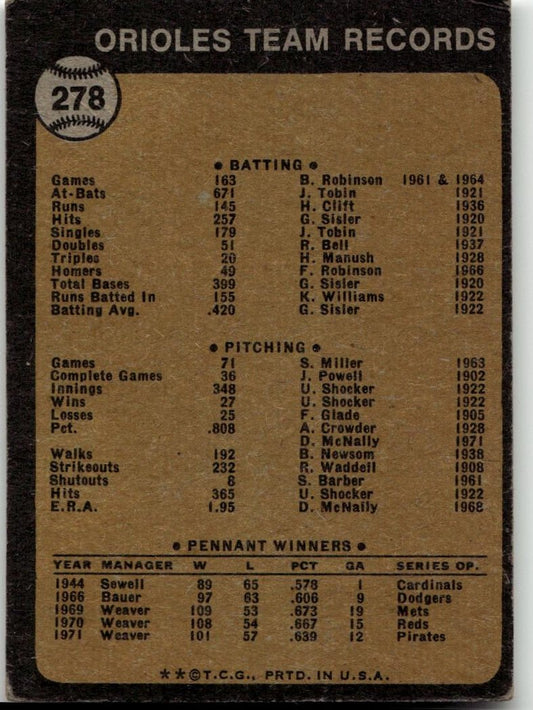 ORIOLES TEAM RECORDS
278
• BATTING •
Games 163 B. Robinson 1961 & 1964
At-Bats 671 J. Tobin 1921
Runs 145 H. Clift 1936
Hits 257 G. Sisler 1920
Singles 179 J. Tobin 1921
Doubles 51 R. Bell 1937
Triples 20 H. Manush 1928
Homers 49 F. Robinson 1966
Total Bases 399 G. Sisler 1920
Runs Batted In 155 K. Williams 1922
Batting Avg. .420 G. Sisler 1922
• PITCHING •
Games 71 S. Miller 1963
Complete Games 36 J. Powell 1902
Innings 348 U. Shocker 1922
Wins 27 U. Shocker 1922
Losses 25 F. Glade 1905
Pct. .808 A. Crowder 1928
D. McNally 1971
Walks 192 B. Newsom 1938
Strikeouts 232 R. Waddell 1908
Shutouts 8 S. Barber 1961
Hits 365 U. Shocker 1922
E.R.A. 1.95 D. McNally 1968
• PENNANT WINNERS •
YEAR MANAGER W L PCT GA SERIES OP.
1944 Sewell 89 65 .578 1 Cardinals
1966 Bauer 97 63 .606 9 Dodgers
1969 Weaver 109 53 .673 19 Mets
1970 Weaver 108 54 .667 15 Reds
1971 Weaver 101 57 .639 12 Pirates
**©T.C.G., PRTD. IN U.S.A.